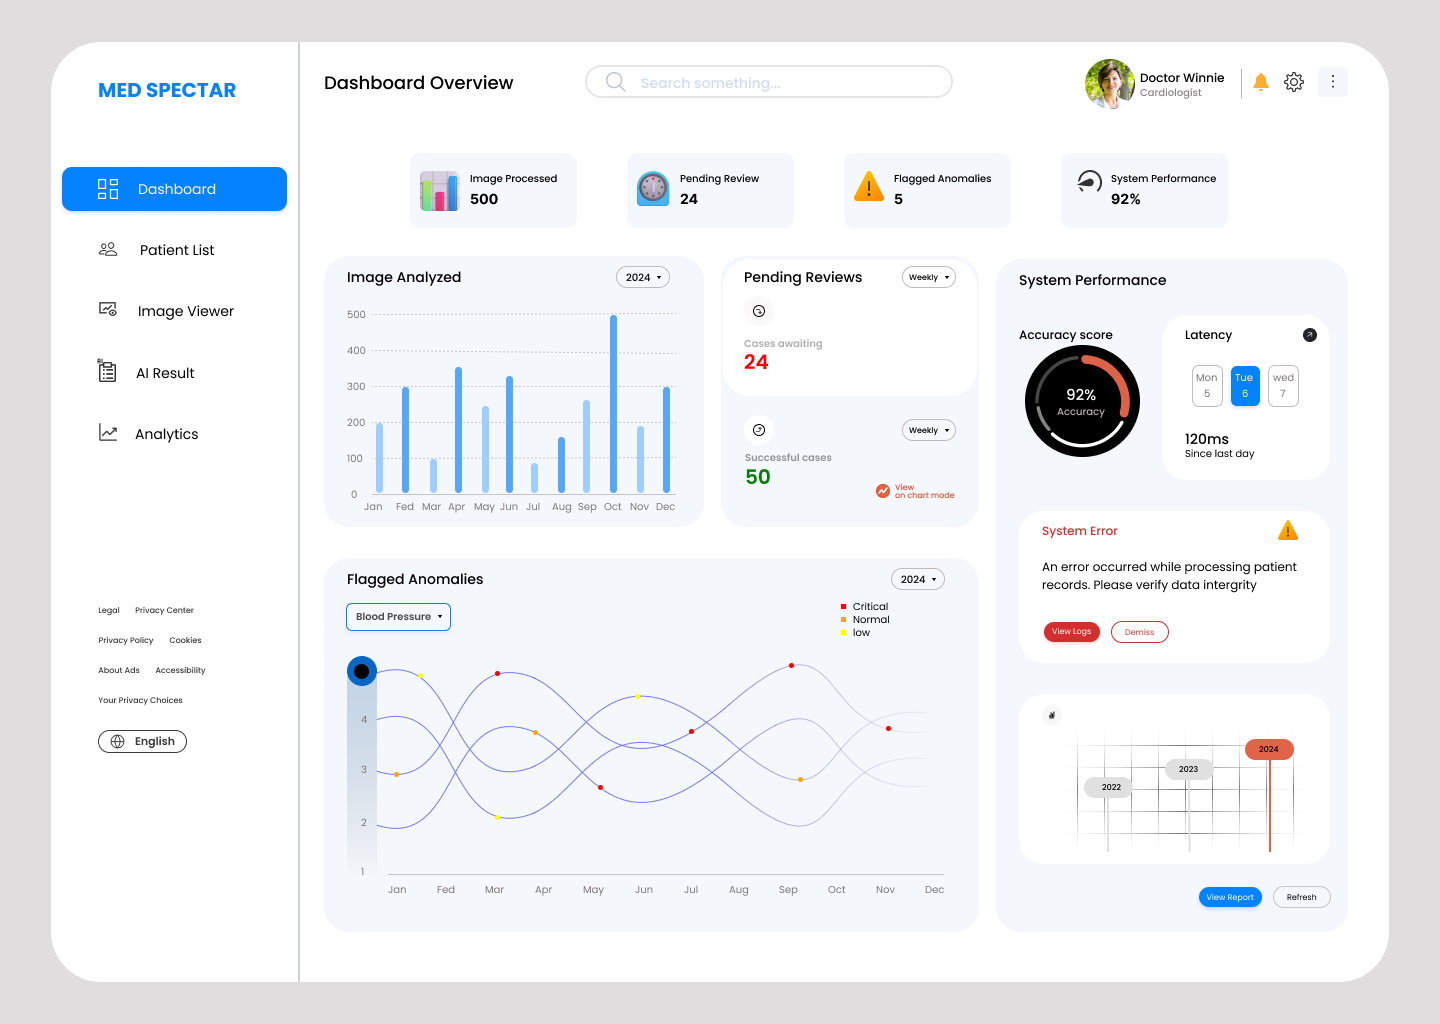 MED SPECTAR
Dashboard
Patient List
Image Viewer
AI
AI Result
Analytics
Legal Privacy Center
Privacy Policy Cookies
About Ads Accessibility
Your Privacy Choices
English
Dashboard Overview
Search something...
Doctor Winnie
Cardiologist
Image Processed
500
Pending Review
24
Flagged Anomalies
5
System Performance
92%
Image Analyzed
2024
500
400
300
200
100
0
Jan Fed Mar Apr May Jun Jul Aug Sep Oct Nov Dec
Pending Reviews
Weekly
Cases awaiting
24
Weekly
Successful cases
50
View
on chart mode
System Performance
Accuracy score
92%
Accuracy
Latency
Mon Tue wed
5 6 7
120ms
Since last day
System Error
An error occurred while processing patient
records. Please verify data intergrity
View Logs Demiss
2024
2023
2022
View Report Refresh
Flagged Anomalies
2024
Blood Pressure
Critical
Normal
low
4
3
2
1
Jan Fed Mar Apr May Jun Jul Aug Sep Oct Nov Dec